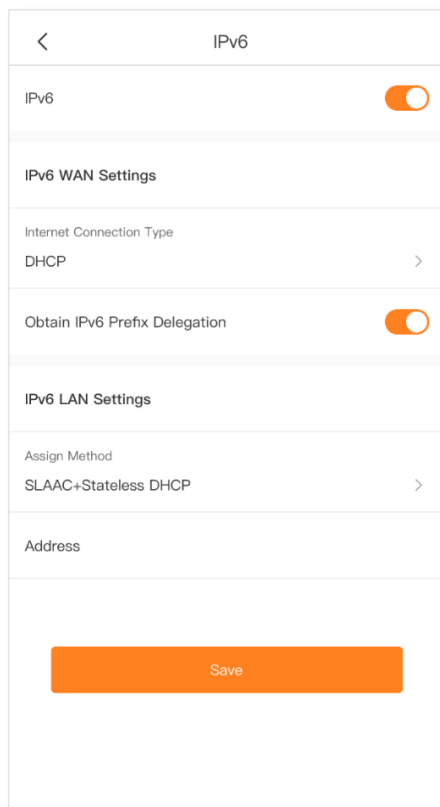 IPv6
IPv6
IPv6 WAN Settings
Internet Connection Type
DHCP
Obtain IPv6 Prefix Delegation
IPv6 LAN Settings
Assign Method
SLAAC+Stateless DHCP
Address
Save